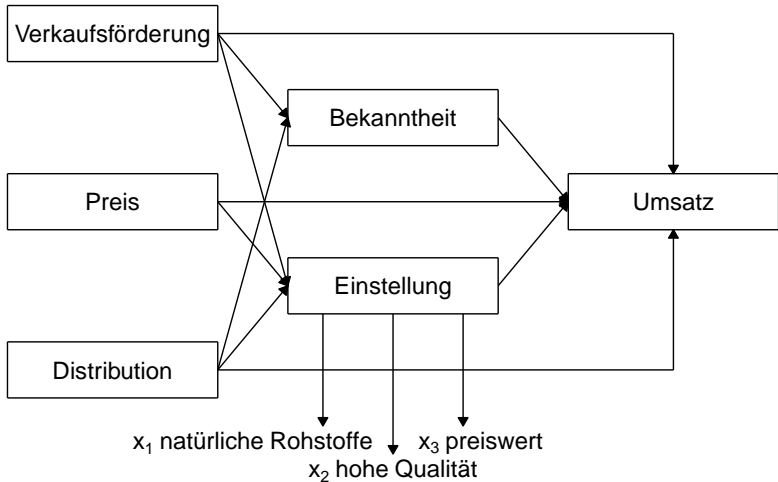 Verkaufsförderung
Bekanntheit
Preis
Umsatz
Einstellung
Distribution
x₁ natürliche Rohstoffe
x₃ preiswert
x₂ hohe Qualität